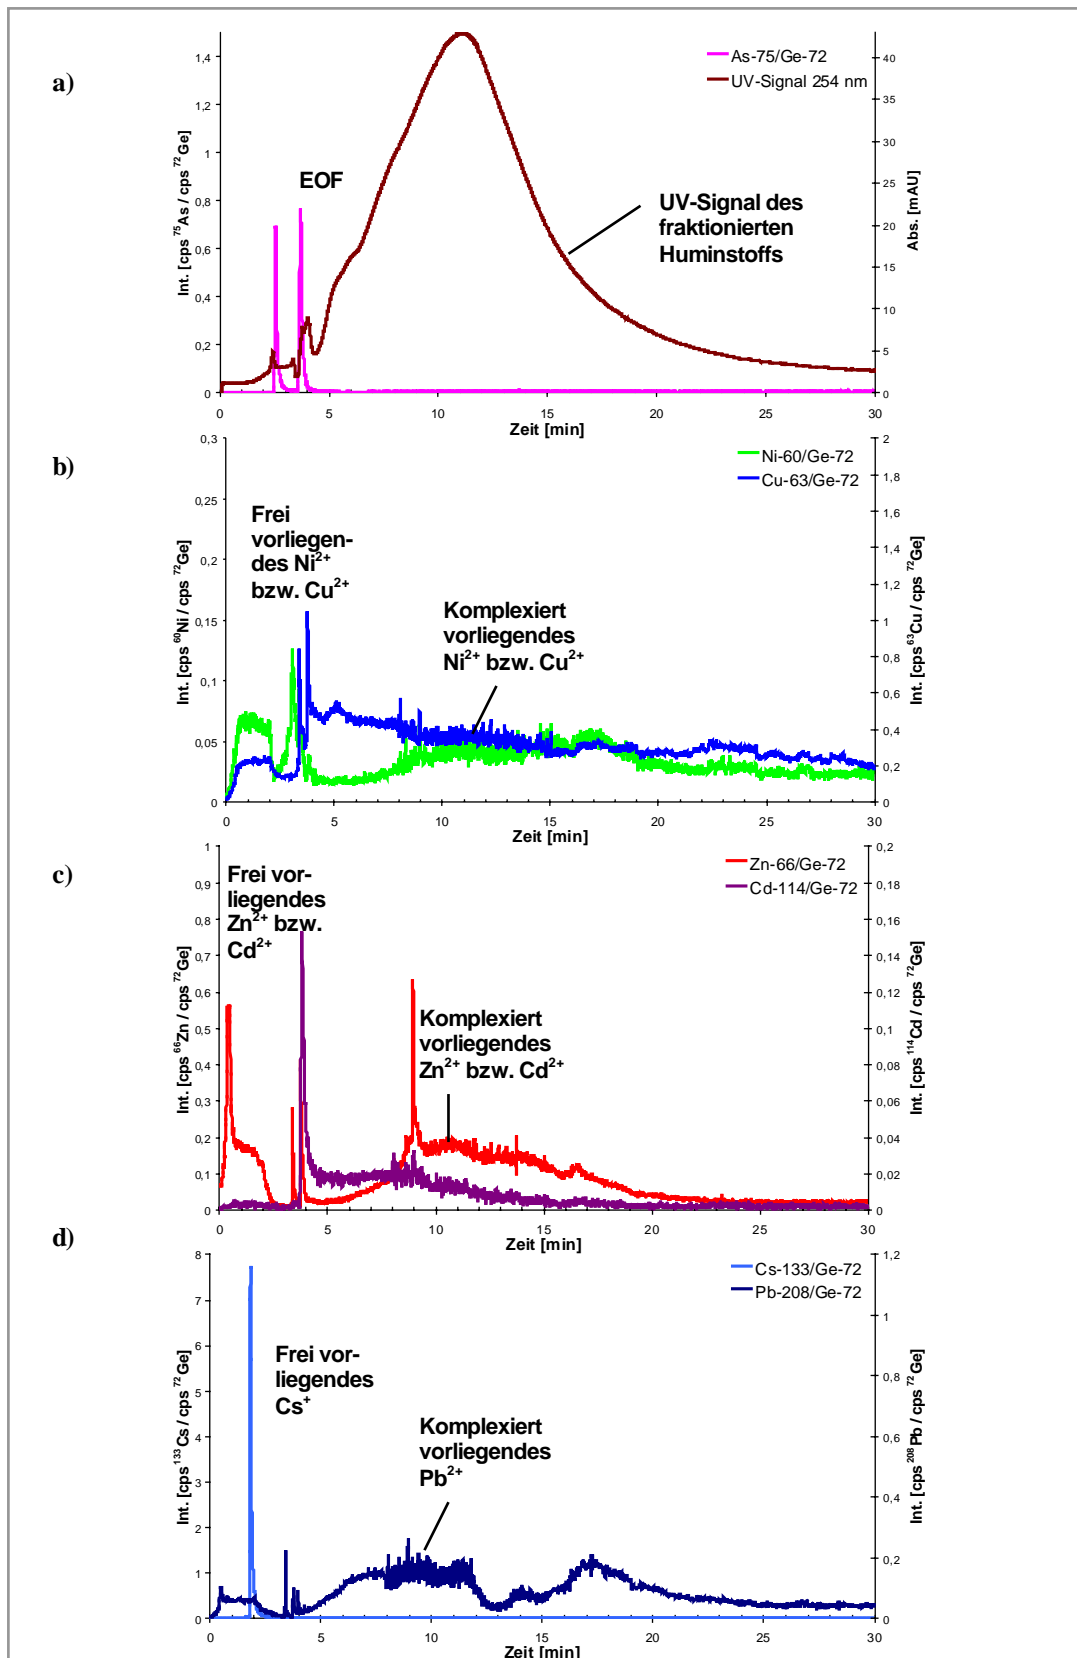 a)
As-75/Ge-72
UV-Signal 254 nm
EOF
UV-Signal des
fraktionierten
Huminstoffs
Int. [cps ⁷⁵As / cps ⁷²Ge]
1,4
1,2
1
0,8
0,6
0,4
0,2
0
Abs. [mAU]
40
35
30
25
20
15
10
5
0
0 5 10 15 20 25 30
Zeit [min]
b)
Ni-60/Ge-72
Cu-63/Ge-72
Frei
vorliegen-
des Ni²⁺
bzw. Cu²⁺
Komplexiert
vorliegendes
Ni²⁺ bzw. Cu²⁺
Int. [cps ⁶⁰Ni / cps ⁷²Ge]
0,3
0,25
0,2
0,15
0,1
0,05
0
Int. [cps ⁶³Cu / cps ⁷²Ge]
2
1,8
1,6
1,4
1,2
1
0,8
0,6
0,4
0,2
0
0 5 10 15 20 25 30
Zeit [min]
c)
Zn-66/Ge-72
Cd-114/Ge-72
Frei vor-
liegendes
Zn²⁺ bzw.
Cd²⁺
Komplexiert
vorliegendes
Zn²⁺ bzw. Cd²⁺
Int. [cps ⁶⁶Zn / cps ⁷²Ge]
1
0,9
0,8
0,7
0,6
0,5
0,4
0,3
0,2
0,1
0
Int. [cps ¹¹⁴Cd / cps ⁷²Ge]
0,2
0,18
0,16
0,14
0,12
0,1
0,08
0,06
0,04
0,02
0
0 5 10 15 20 25 30
Zeit [min]
d)
Cs-133/Ge-72
Pb-208/Ge-72
Frei vor-
liegendes
Cs⁺
Komplexiert
vorliegendes
Pb²⁺
Int. [cps ¹³³Cs / cps ⁷²Ge]
8
7
6
5
4
3
2
1
0
Int. [cps ²⁰⁸Pb / cps ⁷²Ge]
1,2
1
0,8
0,6
0,4
0,2
0
0 5 10 15 20 25 30
Zeit [min]